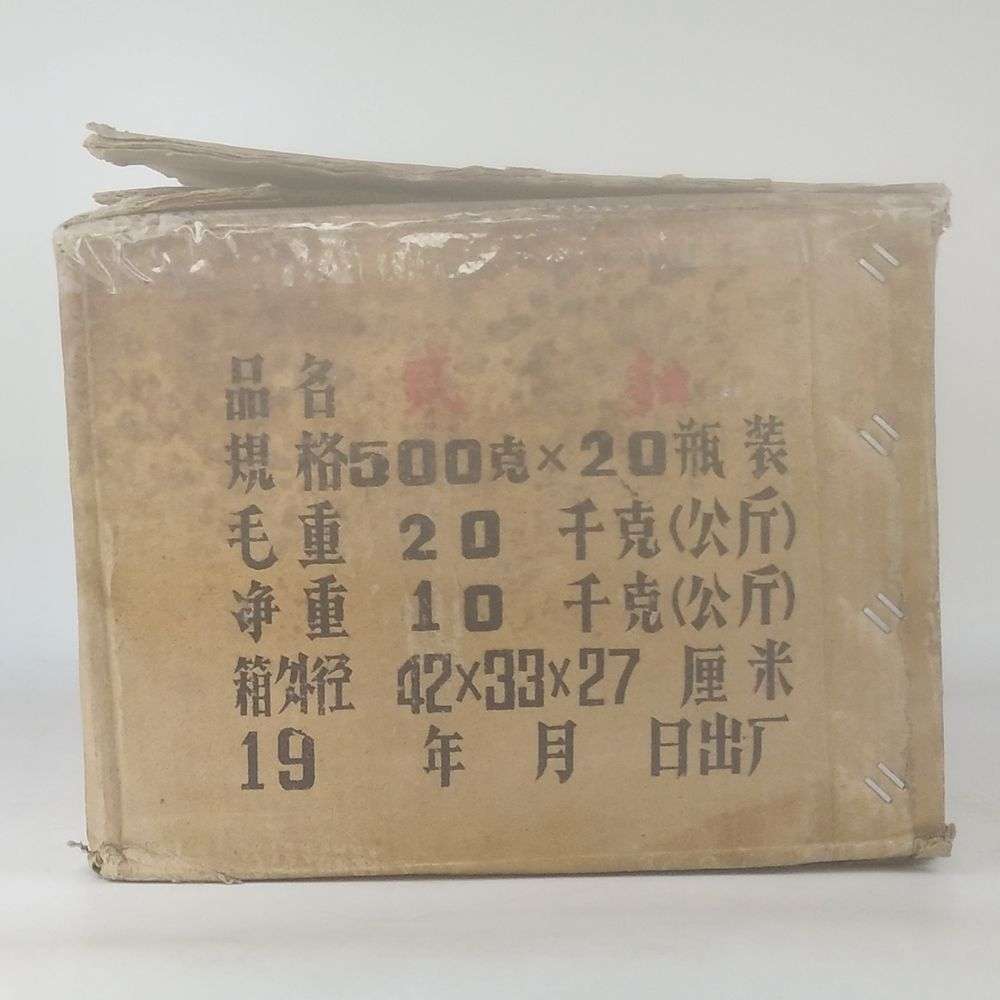 品名
規格500克×20瓶装
毛重 20 千克(公斤)
净重 10 千克(公斤)
箱外径 42×33×27 厘米
19 年 月 日出厂